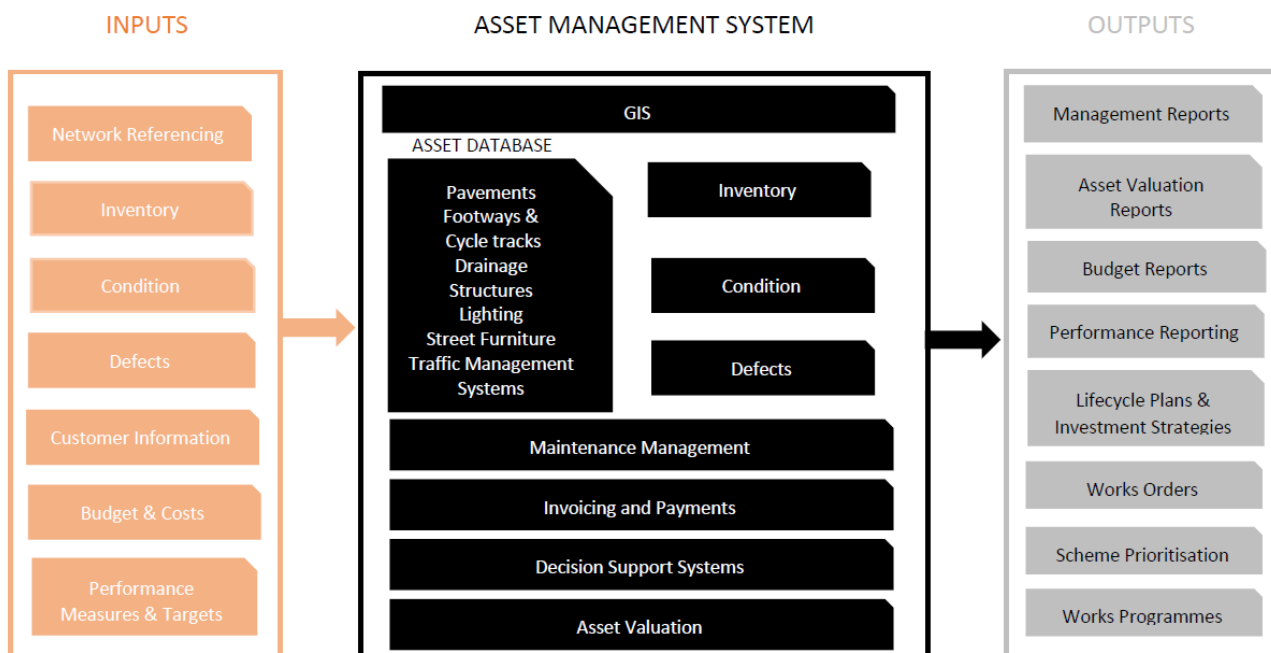 INPUTS
ASSET MANAGEMENT SYSTEM
OUTPUTS
Network Referencing
Inventory
Condition
Defects
Customer Information
Budget & Costs
Performance
Measures & Targets
GIS
ASSET DATABASE
Pavements
Footways &
Cycle tracks
Drainage
Structures
Lighting
Street Furniture
Traffic Management
Systems
Inventory
Condition
Defects
Maintenance Management
Invoicing and Payments
Decision Support Systems
Asset Valuation
Management Reports
Asset Valuation
Reports
Budget Reports
Performance Reporting
Lifecycle Plans &
Investment Strategies
Works Orders
Scheme Prioritisation
Works Programmes